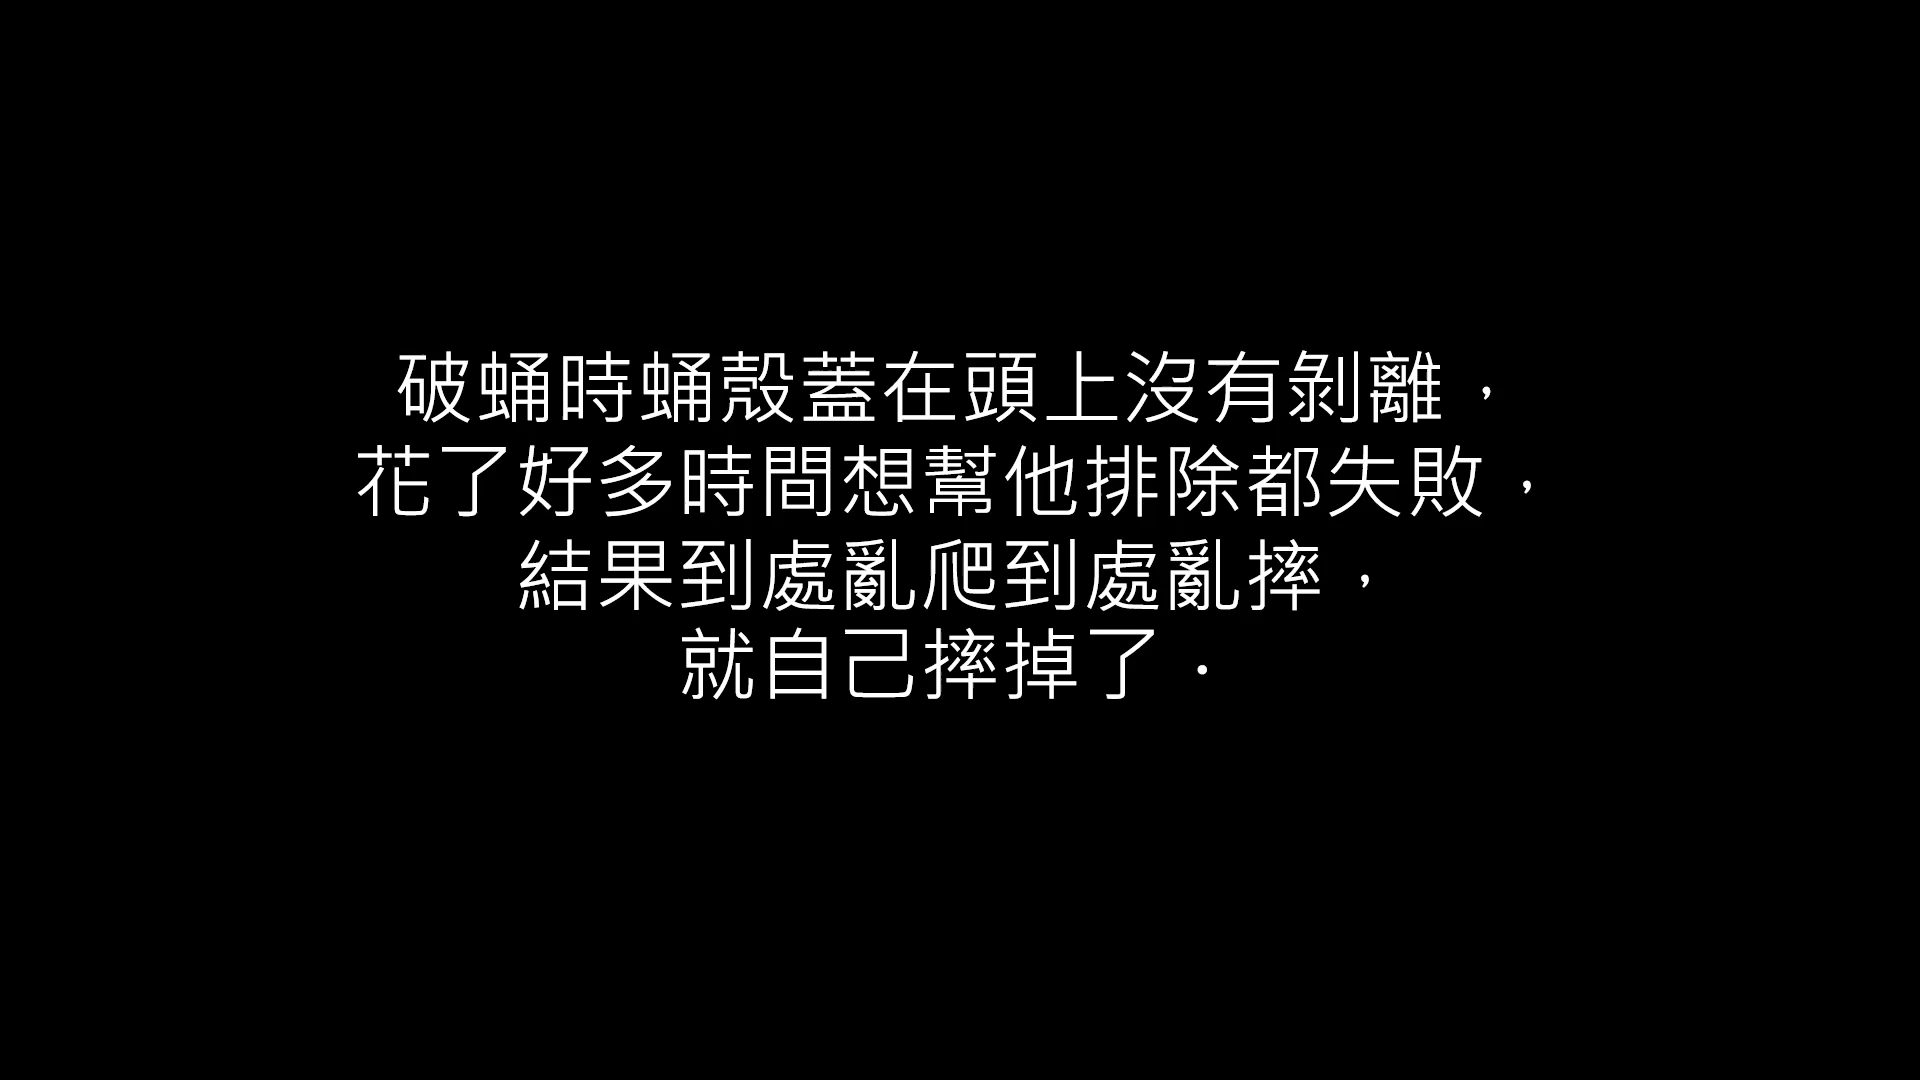 破蛹時蛹殼蓋在頭上沒有剝離，
花了好多時間想幫他排除都失敗，
結果到處亂爬到處亂摔，
就自己摔掉了．